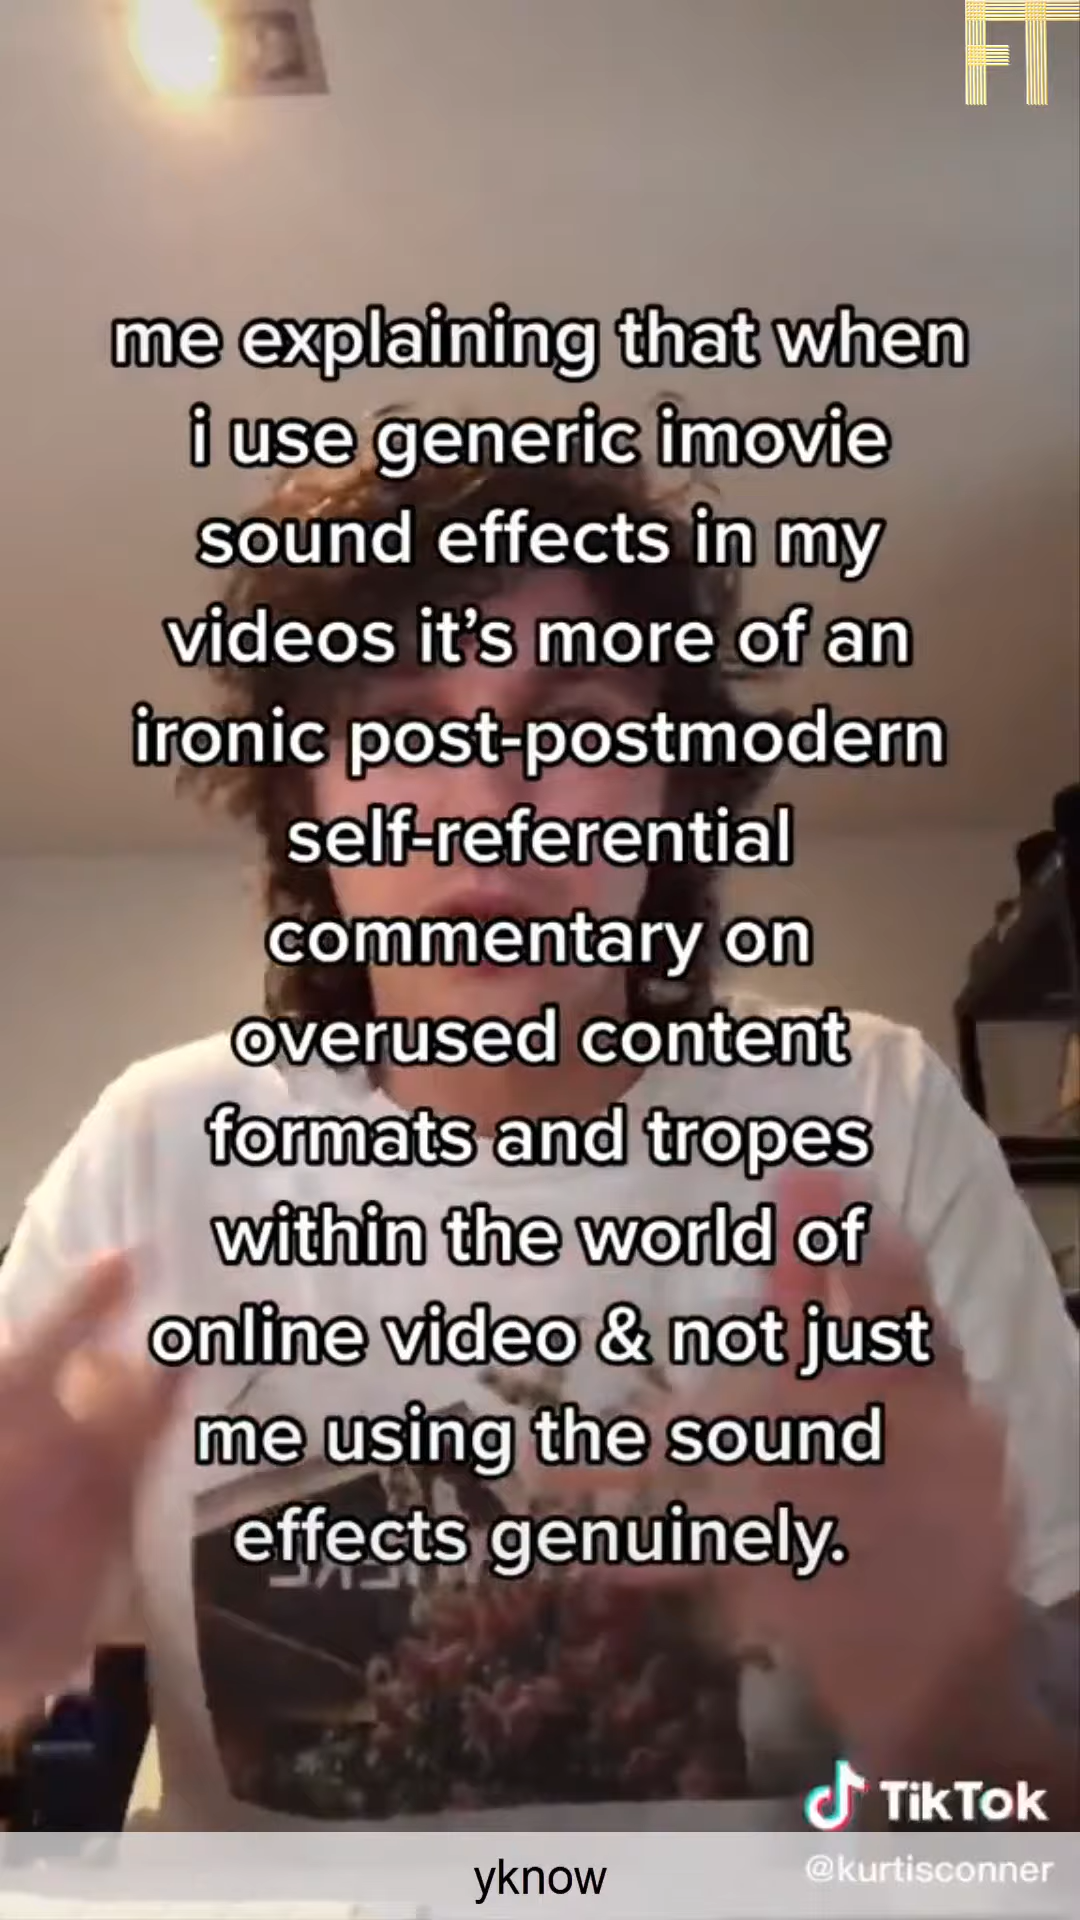 FT
me explaining that when
i use generic imovie
sound effects in my
videos it’s more of an
ironic post-postmodern
self-referential
commentary on
overused content
formats and tropes
within the world of
online video & not just
me using the sound
effects genuinely.
TikTok
@kurtisconner
yknow